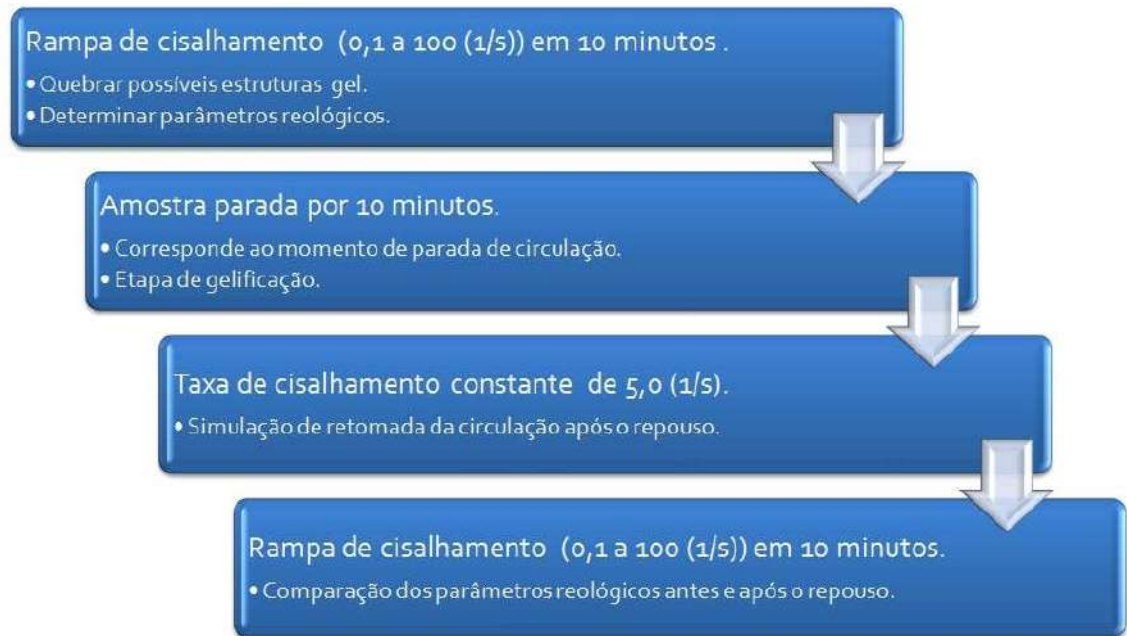 Rampa de cisalhamento (0,1 a 100 (1/s)) em 10 minutos .
• Quebrar possíveis estruturas gel.
• Determinar parâmetros reológicos.
Amostra parada por 10 minutos.
• Corresponde ao momento de parada de circulação.
• Etapa de gelificação.
Taxa de cisalhamento constante de 5,0 (1/s).
• Simulação de retomada da circulação após o repouso.
Rampa de cisalhamento (0,1 a 100 (1/s)) em 10 minutos.
• Comparação dos parâmetros reológicos antes e após o repouso.